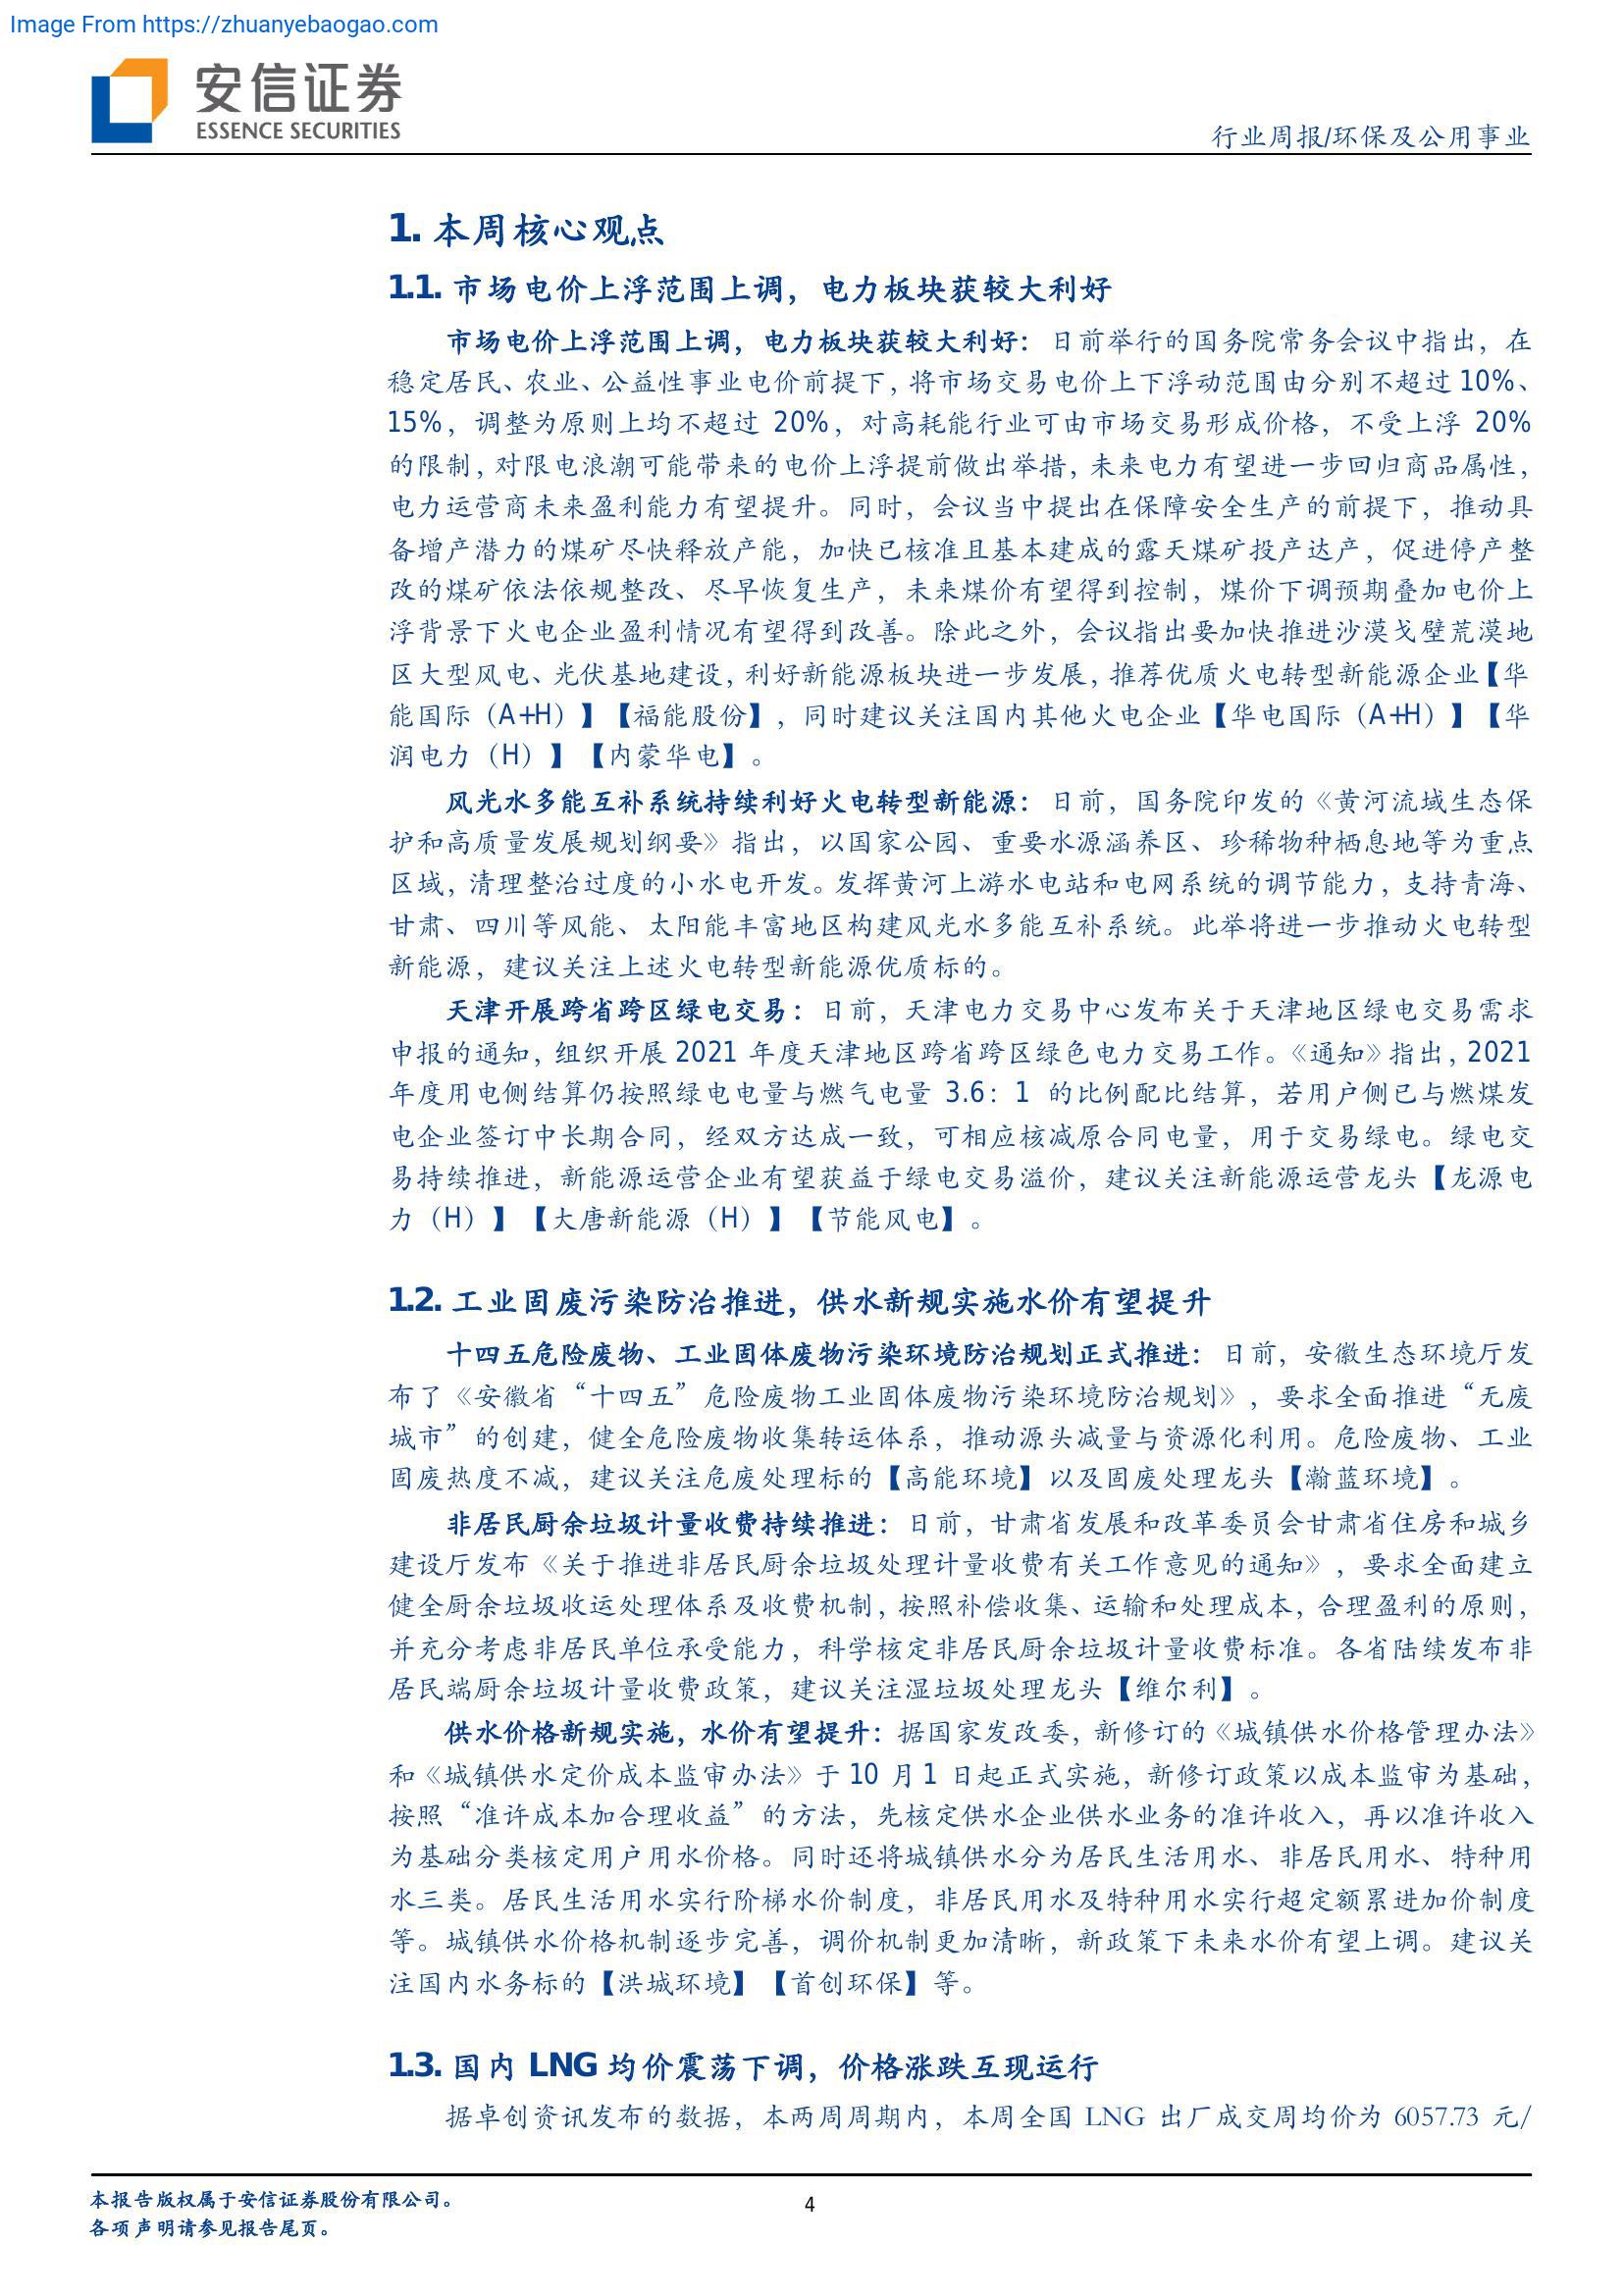 Image From https://zhuanyebaogao.com
安信证券
ESSENCE SECURITIES
行业周报/环保及公用事业
1. 本周核心观点
1.1. 市场电价上浮范围上调，电力板块获较大利好
市场电价上浮范围上调，电力板块获较大利好：日前举行的国务院常务会议中指出，在
稳定居民、农业、公益性事业电价前提下，将市场交易电价上下浮动范围由分别不超过 10%、
15%，调整为原则上均不超过 20%，对高耗能行业可由市场交易形成价格，不受上浮 20%
的限制，对限电浪潮可能带来的电价上浮提前做出举措，未来电力有望进一步回归商品属性，
电力运营商未来盈利能力有望提升。同时，会议当中提出在保障安全生产的前提下，推动具
备增产潜力的煤矿尽快释放产能，加快已核准且基本建成的露天煤矿投产达产，促进停产整
改的煤矿依法依规整改、尽早恢复生产，未来煤价有望得到控制，煤价下调预期叠加电价上
浮背景下火电企业盈利情况有望得到改善。除此之外，会议指出要加快推进沙漠戈壁荒漠地
区大型风电、光伏基地建设，利好新能源板块进一步发展，推荐优质火电转型新能源企业【华
能国际（A+H）】【福能股份】，同时建议关注国内其他火电企业【华电国际（A+H）】【华
润电力（H）】【内蒙华电】。
风光水多能互补系统持续利好火电转型新能源：日前，国务院印发的《黄河流域生态保
护和高质量发展规划纲要》指出，以国家公园、重要水源涵养区、珍稀物种栖息地等为重点
区域，清理整治过度的小水电开发。发挥黄河上游水电站和电网系统的调节能力，支持青海、
甘肃、四川等风能、太阳能丰富地区构建风光水多能互补系统。此举将进一步推动火电转型
新能源，建议关注上述火电转型新能源优质标的。
天津开展跨省跨区绿电交易：日前，天津电力交易中心发布关于天津地区绿电交易需求
申报的通知，组织开展 2021 年度天津地区跨省跨区绿色电力交易工作。《通知》指出，2021
年度用电侧结算仍按照绿电电量与燃气电量 3.6：1 的比例配比结算，若用户侧已与燃煤发
电企业签订中长期合同，经双方达成一致，可相应核减原合同电量，用于交易绿电。绿电交
易持续推进，新能源运营企业有望获益于绿电交易溢价，建议关注新能源运营龙头【龙源电
力（H）】【大唐新能源（H）】【节能风电】。
1.2. 工业固废污染防治推进，供水新规实施水价有望提升
十四五危险废物、工业固体废物污染环境防治规划正式推进：日前，安徽生态环境厅发
布了《安徽省“十四五”危险废物工业固体废物污染环境防治规划》，要求全面推进“无废
城市”的创建，健全危险废物收集转运体系，推动源头减量与资源化利用。危险废物、工业
固废热度不减，建议关注危废处理标的【高能环境】以及固废处理龙头【瀚蓝环境】。
非居民厨余垃圾计量收费持续推进：日前，甘肃省发展和改革委员会甘肃省住房和城乡
建设厅发布《关于推进非居民厨余垃圾处理计量收费有关工作意见的通知》，要求全面建立
健全厨余垃圾收运处理体系及收费机制，按照补偿收集、运输和处理成本，合理盈利的原则，
并充分考虑非居民单位承受能力，科学核定非居民厨余垃圾计量收费标准。各省陆续发布非
居民端厨余垃圾计量收费政策，建议关注湿垃圾处理龙头【维尔利】。
供水价格新规实施，水价有望提升：据国家发改委，新修订的《城镇供水价格管理办法》
和《城镇供水定价成本监审办法》于 10 月 1 日起正式实施，新修订政策以成本监审为基础，
按照“准许成本加合理收益”的方法，先核定供水企业供水业务的准许收入，再以准许收入
为基础分类核定用户用水价格。同时还将城镇供水分为居民生活用水、非居民用水、特种用
水三类。居民生活用水实行阶梯水价制度，非居民用水及特种用水实行超定额累进加价制度
等。城镇供水价格机制逐步完善，调价机制更加清晰，新政策下未来水价有望上调。建议关
注国内水务标的【洪城环境】【首创环保】等。
1.3. 国内 LNG 均价震荡下调，价格涨跌互现运行
据卓创资讯发布的数据，本两周周期内，本周全国 LNG 出厂成交周均价为 6057.73 元/
本报告版权属于安信证券股份有限公司。
4
各项声明请参见报告尾页。